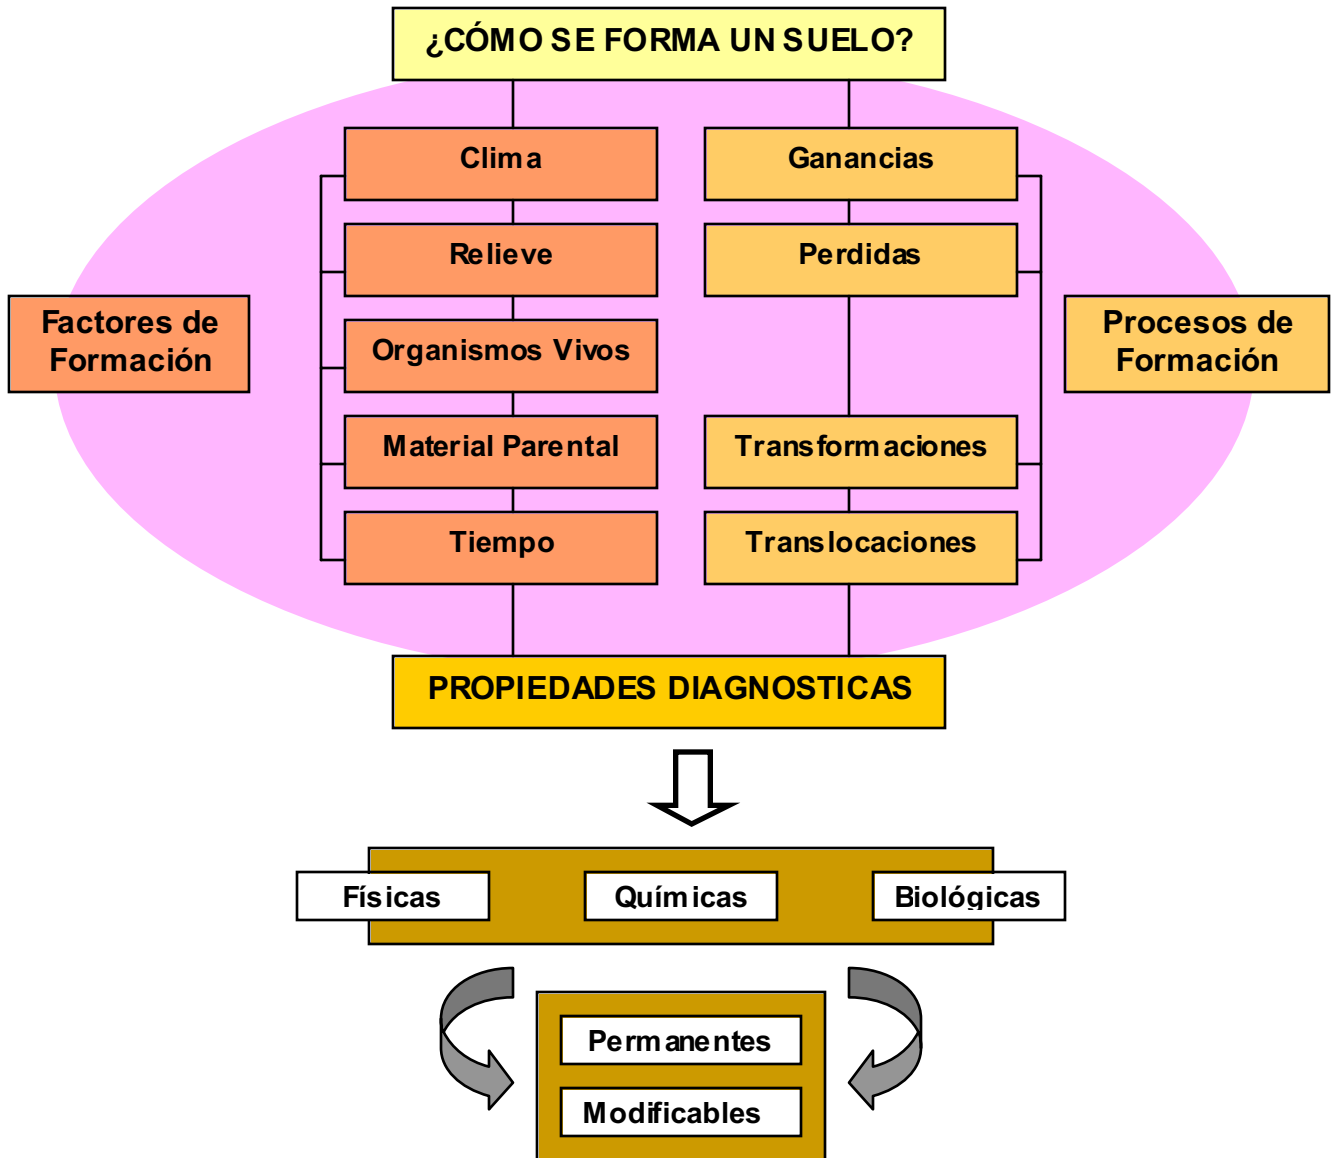 ¿CÓMO SE FORMA UN SUELO?
Clima
Ganancias
Relieve
Perdidas
Factores de
Formación
Organismos Vivos
Procesos de
Formación
Material Parental
Transformaciones
Tiempo
Translocaciones
PROPIEDADES DIAGNOSTICAS
Físicas
Químicas
Biológicas
Permanentes
Modificables